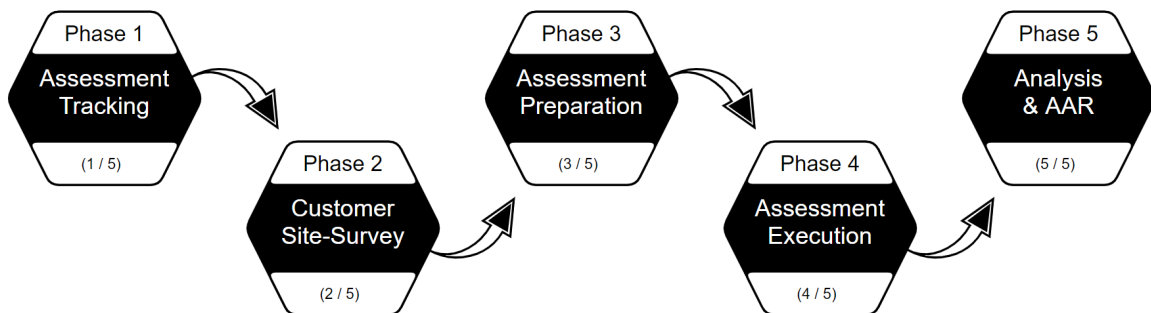 Phase 1
Assessment
Tracking
(1 / 5)
Phase 2
Customer
Site-Survey
(2 / 5)
Phase 3
Assessment
Preparation
(3 / 5)
Phase 4
Assessment
Execution
(4 / 5)
Phase 5
Analysis
& AAR
(5 / 5)